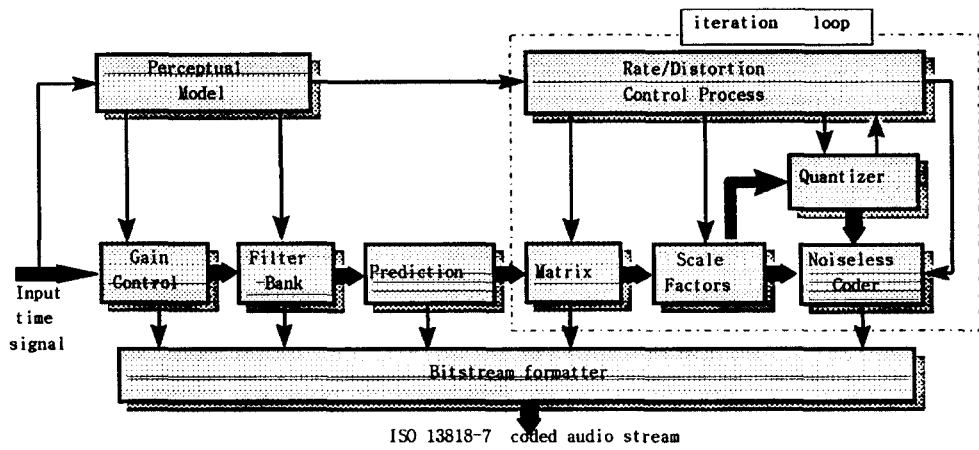 iteration loop
Perceptual
Model
Rate/Distortion
Control Process
Quantizer
Gain
Control
Filter
-Bank
Prediction
Matrix
Scale
Factors
Noiseless
Coder
Input
time
signal
Bitstream formatter
ISO 13818-7 coded audio stream